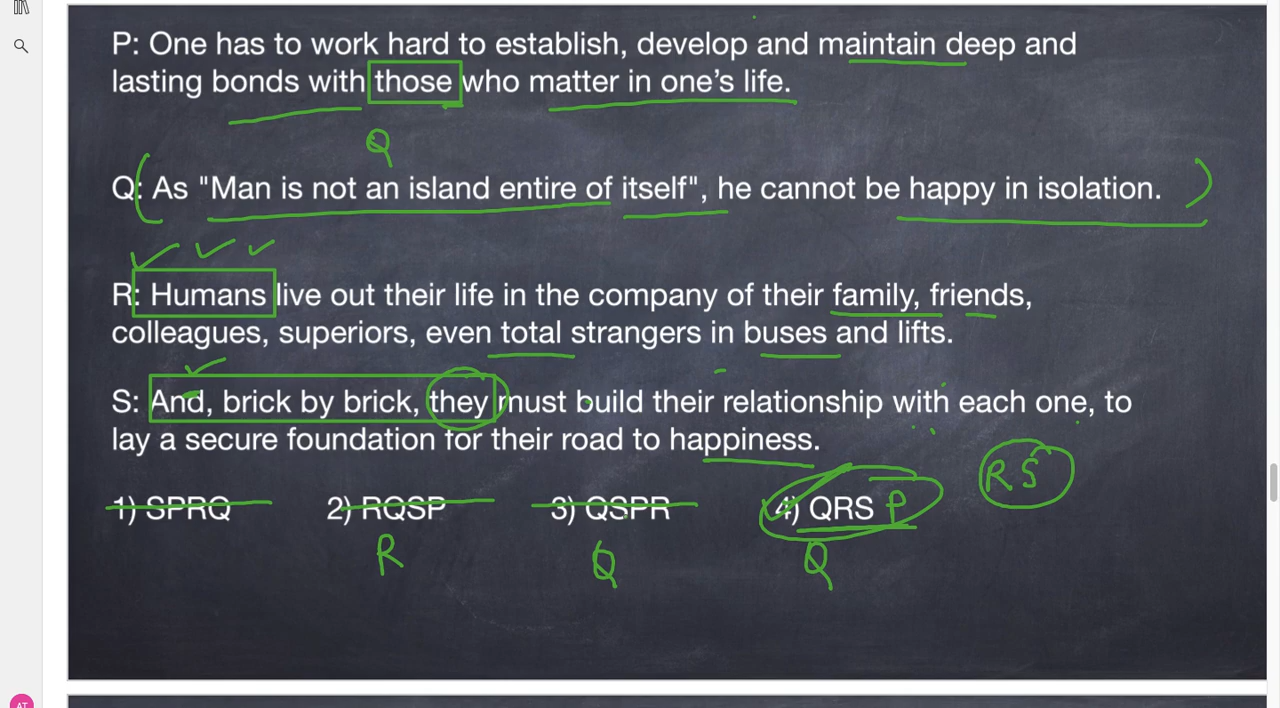 P: One has to work hard to establish, develop and maintain deep and
lasting bonds with those who matter in one’s life.
Q
Q: As "Man is not an island entire of itself", he cannot be happy in isolation.
R: Humans live out their life in the company of their family, friends,
colleagues, superiors, even total strangers in buses and lifts.
S: And, brick by brick, they must build their relationship with each one, to
lay a secure foundation for their road to happiness.
RS
1) SPRQ 2) RQSP 3) QSPR 4) QRS P
R Q Q
AT